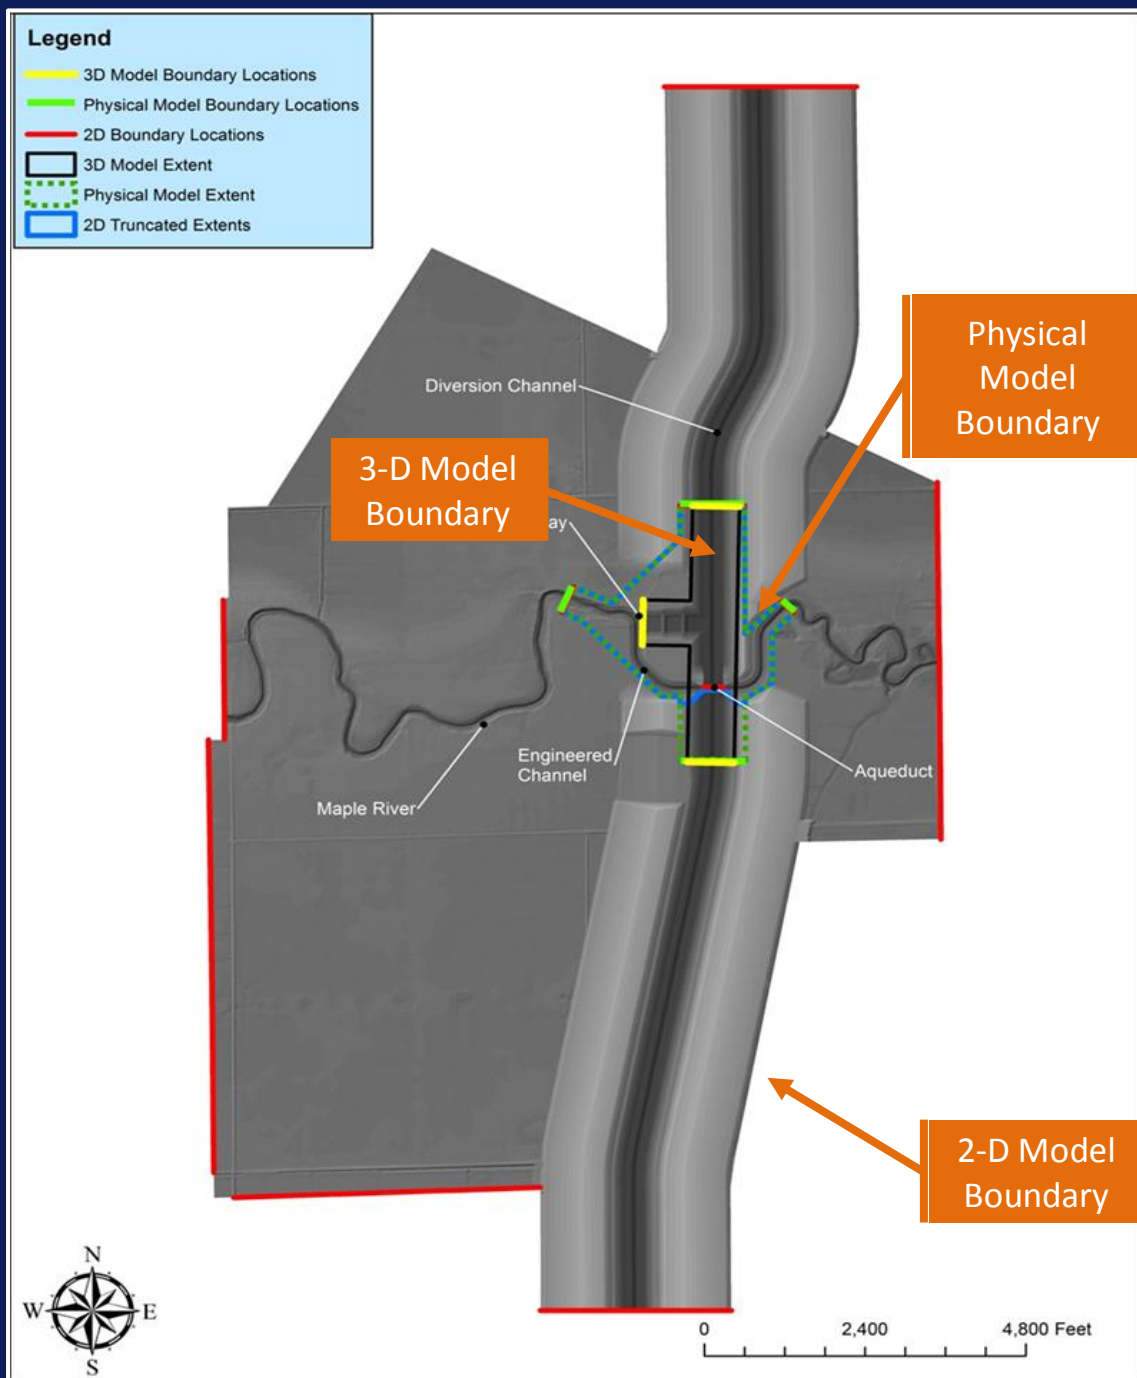 Legend
3D Model Boundary Locations
Physical Model Boundary Locations
2D Boundary Locations
3D Model Extent
Physical Model Extent
2D Truncated Extents
Diversion Channel
Physical
Model
Boundary
3-D Model
Boundary
ay
Engineered
Channel
Aqueduct
Maple River
2-D Model
Boundary
N
W
E
S
0
2,400
4,800 Feet